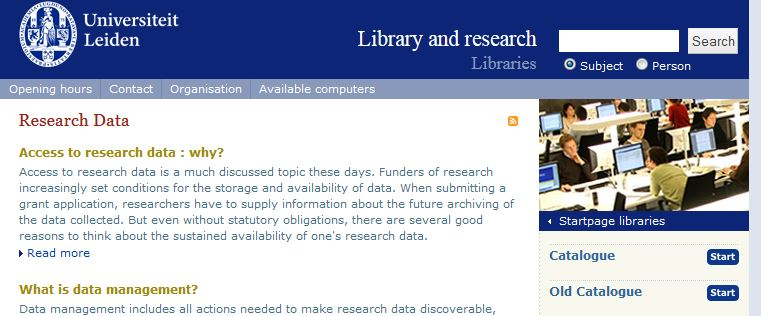 Universiteit
Leiden
Library and research
Libraries
Search
Subject
Person
Opening hours
Contact
Organisation
Available computers
Research Data
Access to research data : why?
Access to research data is a much discussed topic these days. Funders of research
increasingly set conditions for the storage and availability of data. When submitting a
grant application, researchers have to supply information about the future archiving of
the data collected. But even without statutory obligations, there are several good
reasons to think about the sustained availability of one's research data.
Read more
What is data management?
Data management includes all actions needed to make research data discoverable,
Startpage libraries
Catalogue
Start
Old Catalogue
Start